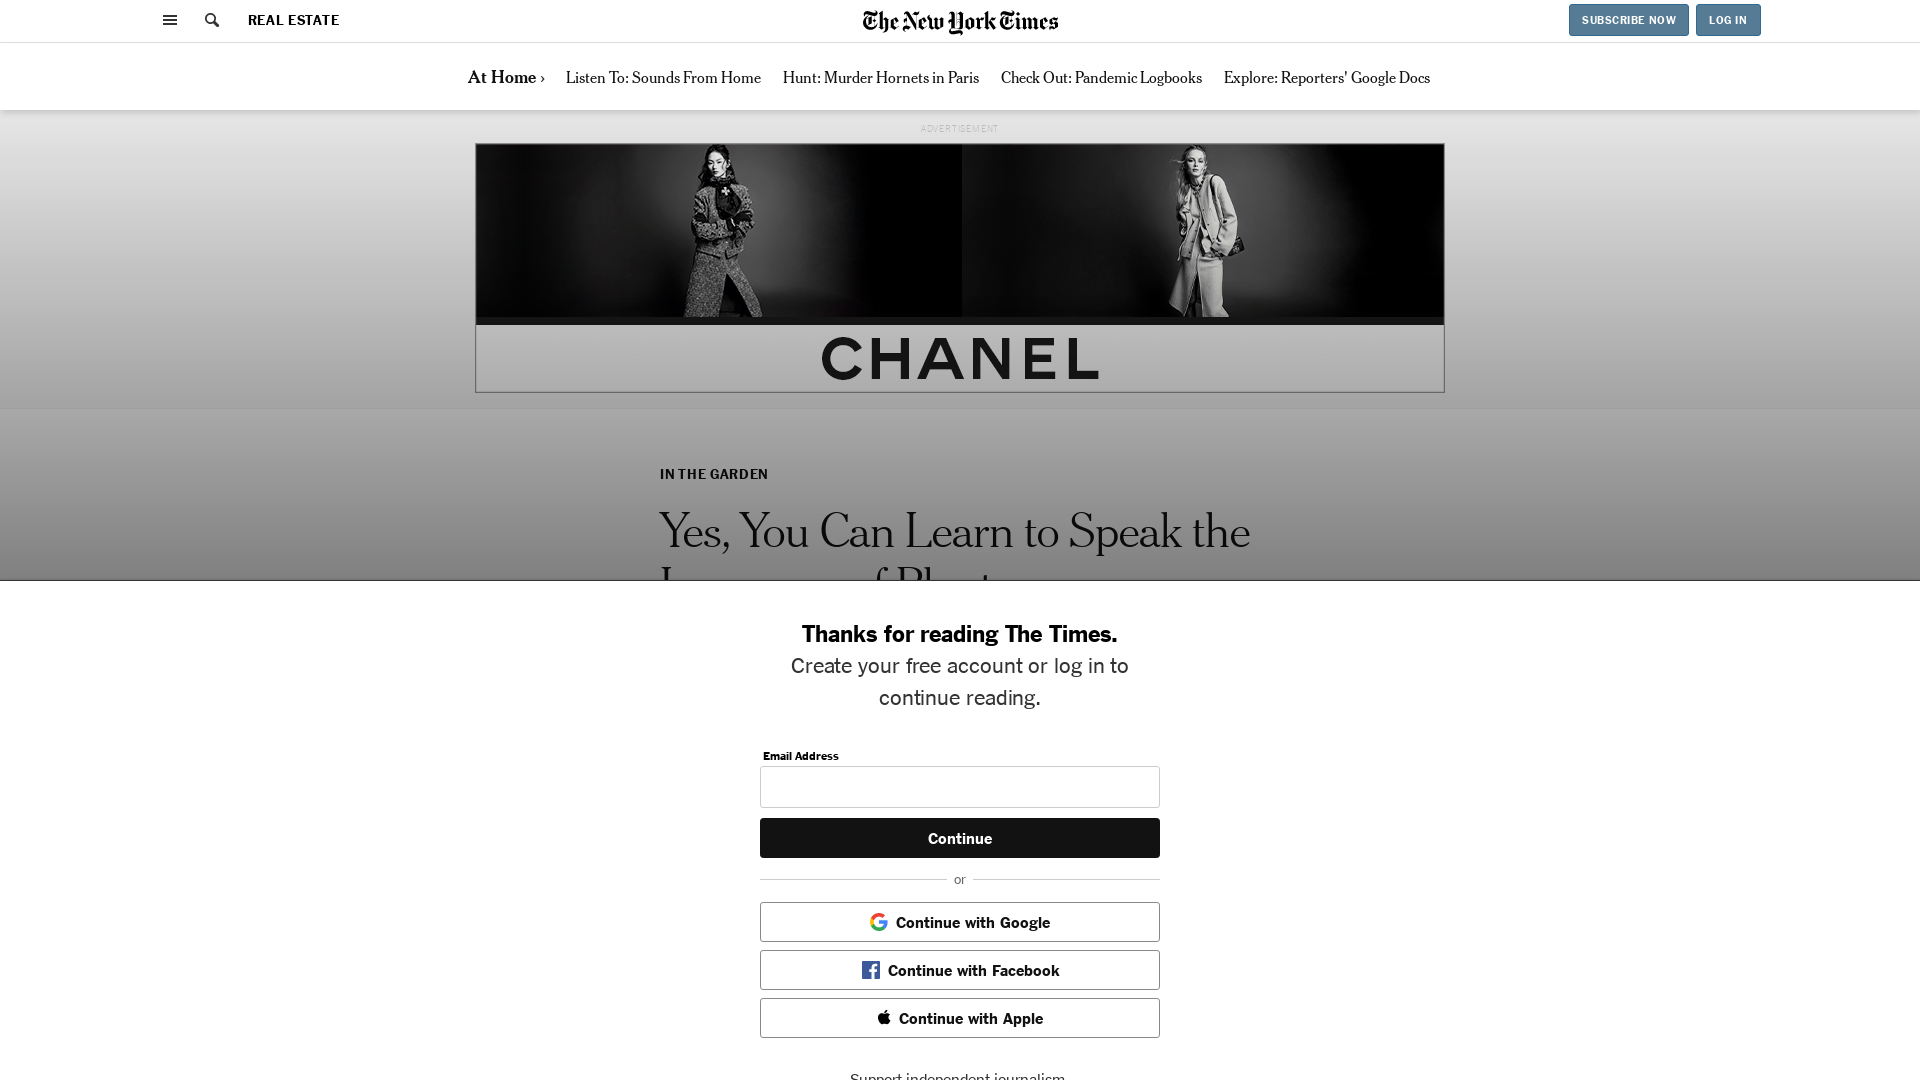 REAL ESTATE
The New York Times
SUBSCRIBE NOW
LOG IN
At Home ›
Listen To: Sounds From Home
Hunt: Murder Hornets in Paris
Check Out: Pandemic Logbooks
Explore: Reporters' Google Docs
ADVERTISEMENT
CHANEL
IN THE GARDEN
Yes, You Can Learn to Speak the
Thanks for reading The Times.
Create your free account or log in to
continue reading.
Email Address
Continue
or
Continue with Google
Continue with Facebook
Continue with Apple
Support independent journalism.